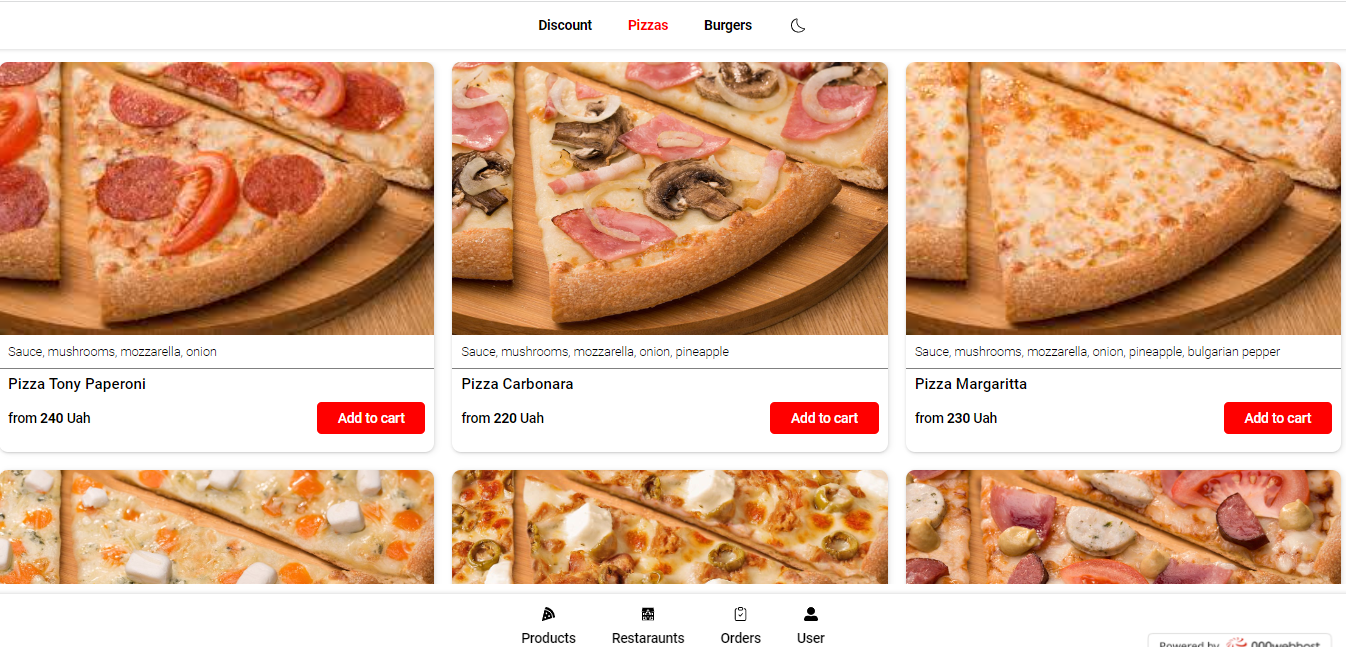 Discount Pizzas Burgers
Sauce, mushrooms, mozzarella, onion
Pizza Tony Paperoni
from 240 Uah Add to cart
Sauce, mushrooms, mozzarella, onion, pineapple
Pizza Carbonara
from 220 Uah Add to cart
Sauce, mushrooms, mozzarella, onion, pineapple, bulgarian pepper
Pizza Margaritta
from 230 Uah Add to cart
Products Restaraunts Orders User
Powered by 000webhost